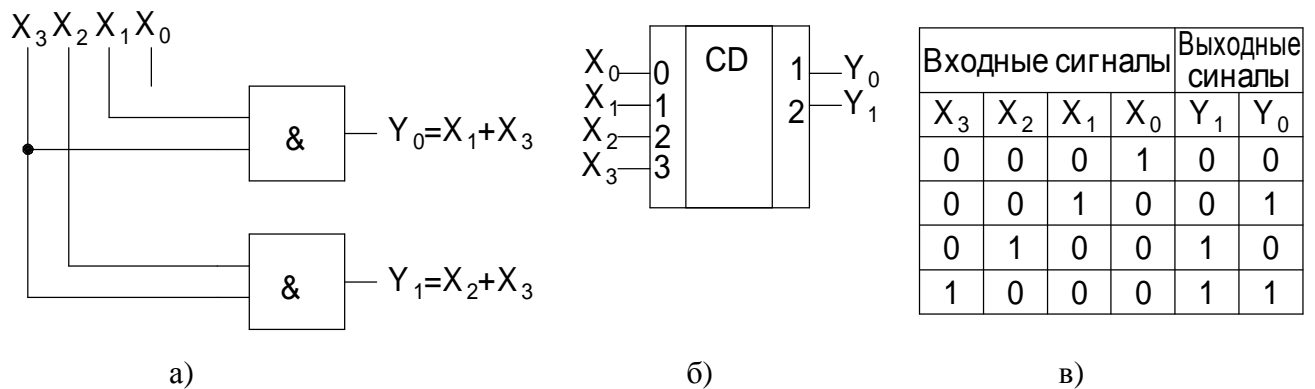 X3 X2 X1 X0
&
Y0=X1+X3
&
Y1=X2+X3
а)
CD
X0 0
X1 1
X2 2
X3 3
1 Y0
2 Y1
б)
Входные сигналы Выходные синалы
X3 X2 X1 X0 Y1 Y0
0 0 0 1 0 0
0 0 1 0 0 1
0 1 0 0 1 0
1 0 0 0 1 1
в)